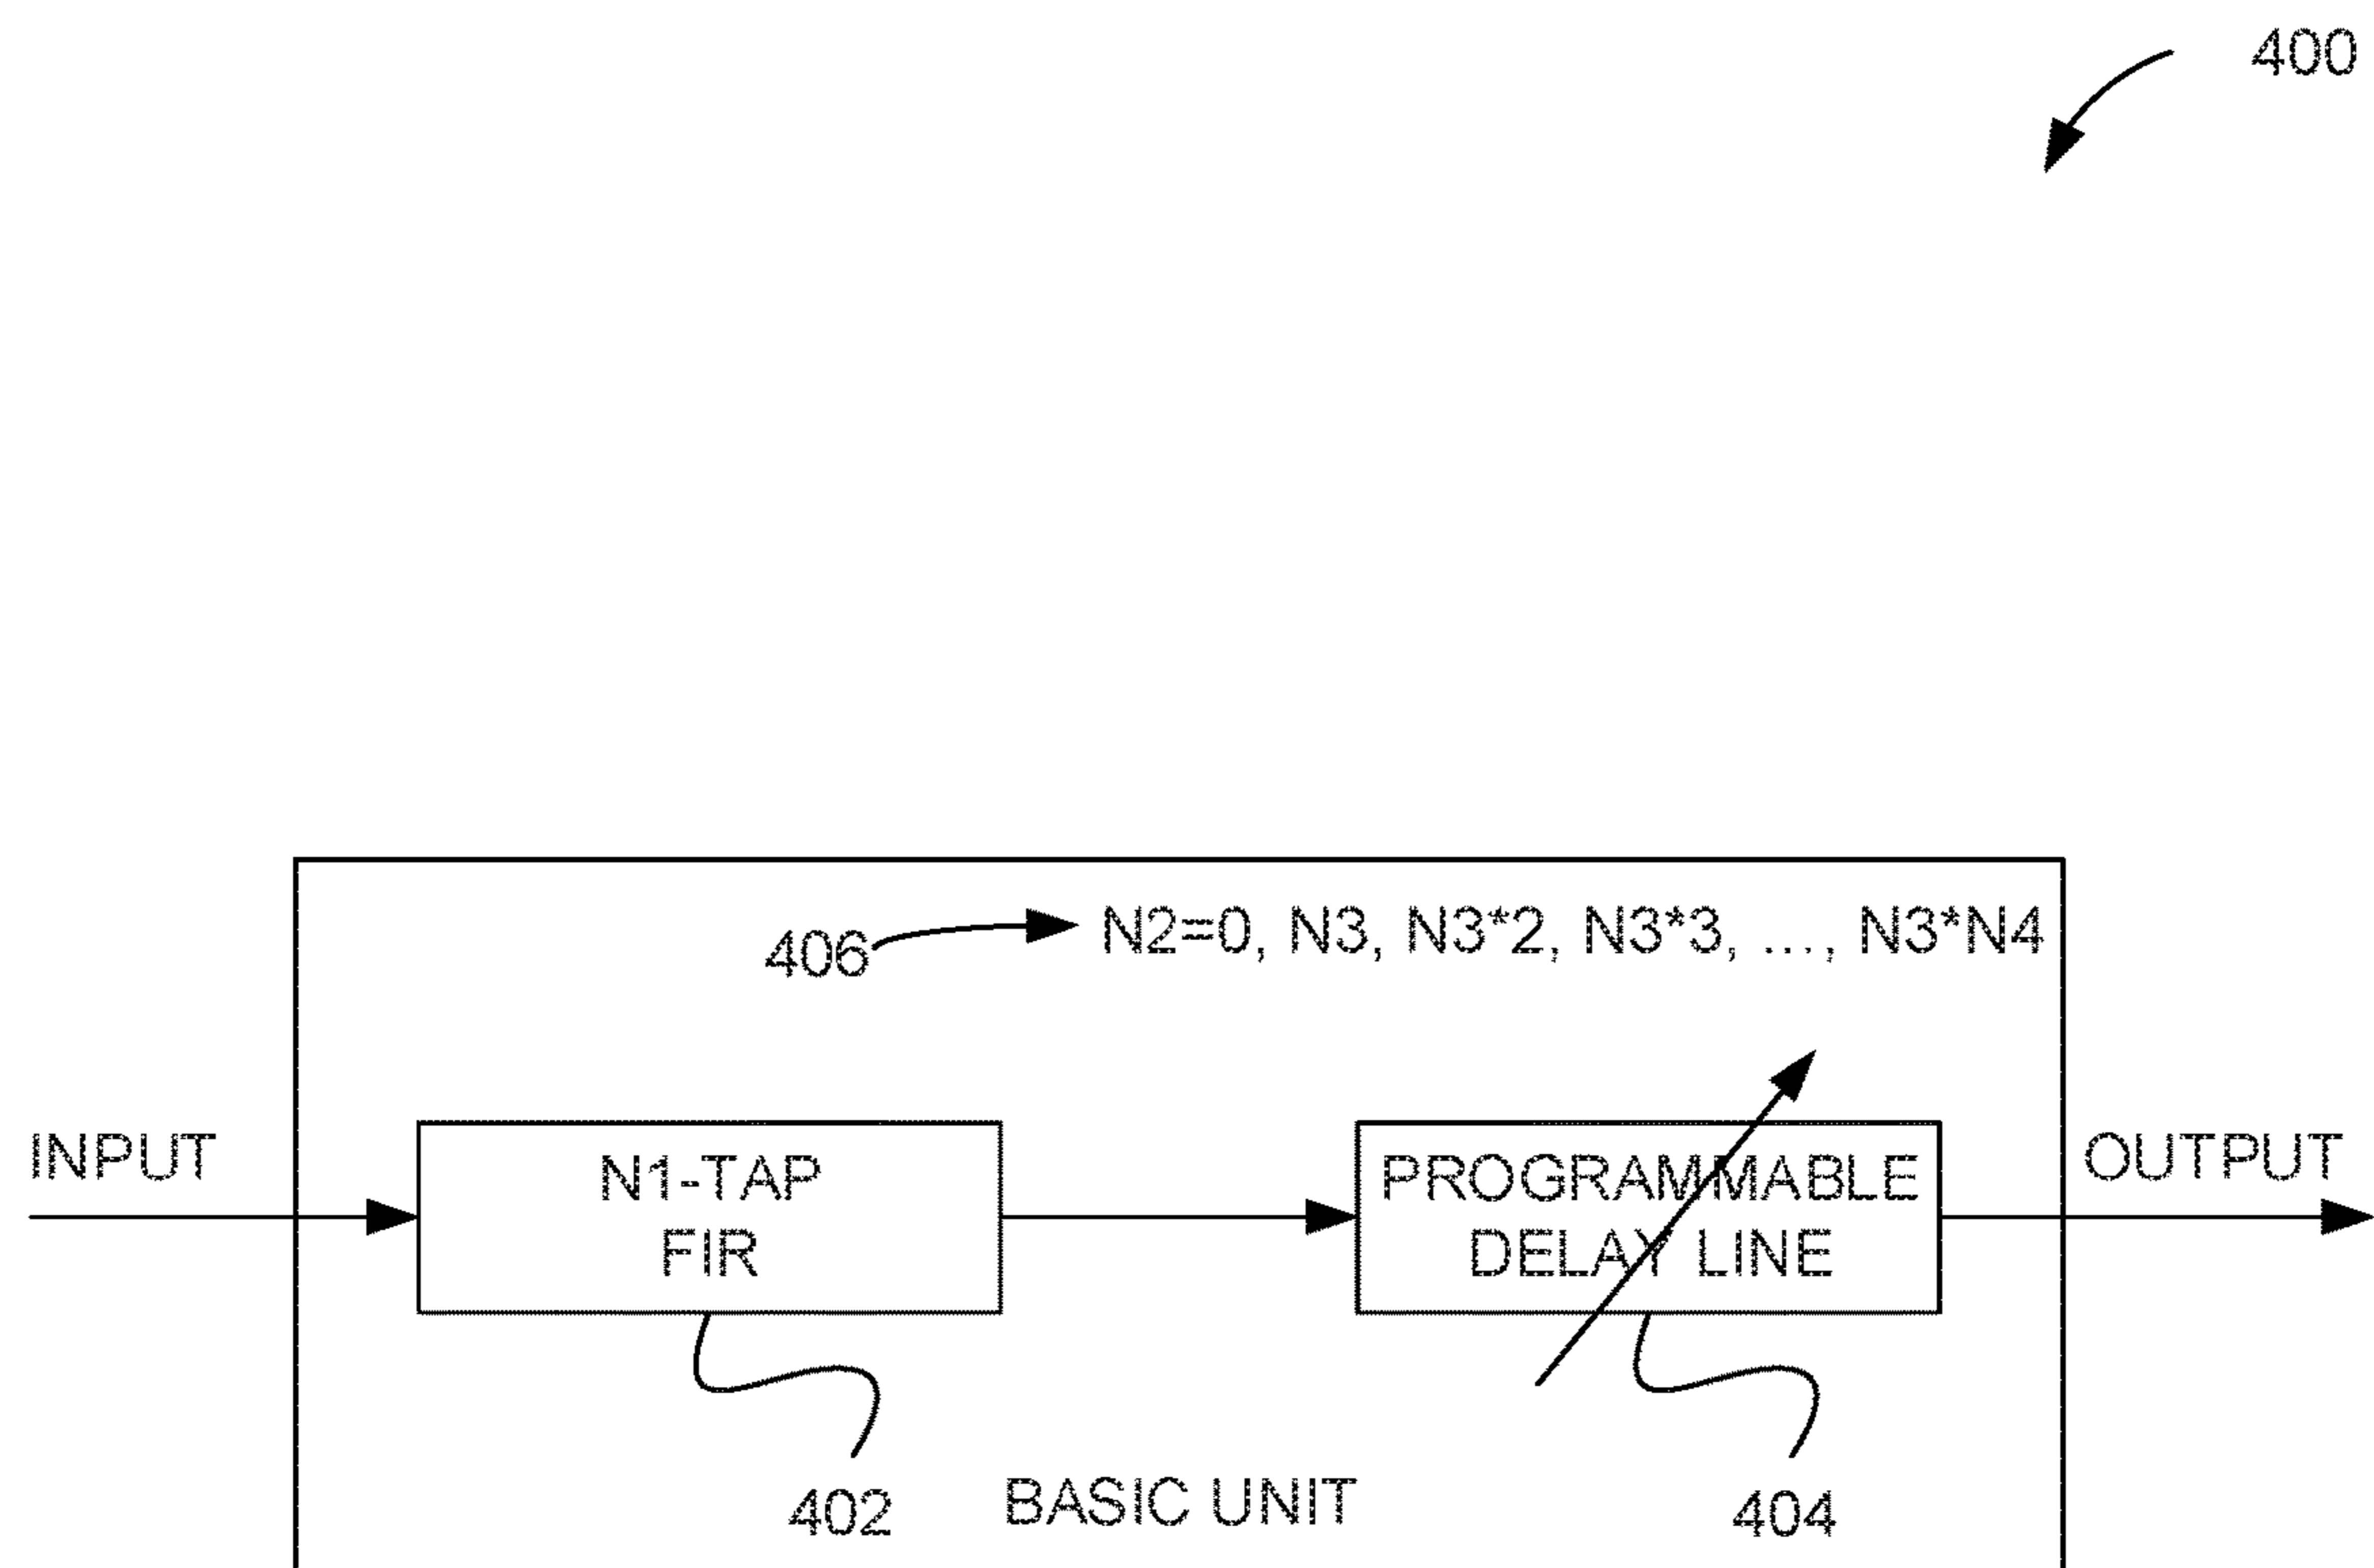 400
406
N2=0, N3, N3*2, N3*3, ..., N3*N4
INPUT
N1-TAP
FIR
PROGRAMMABLE
DELAY LINE
OUTPUT
402
BASIC UNIT
404